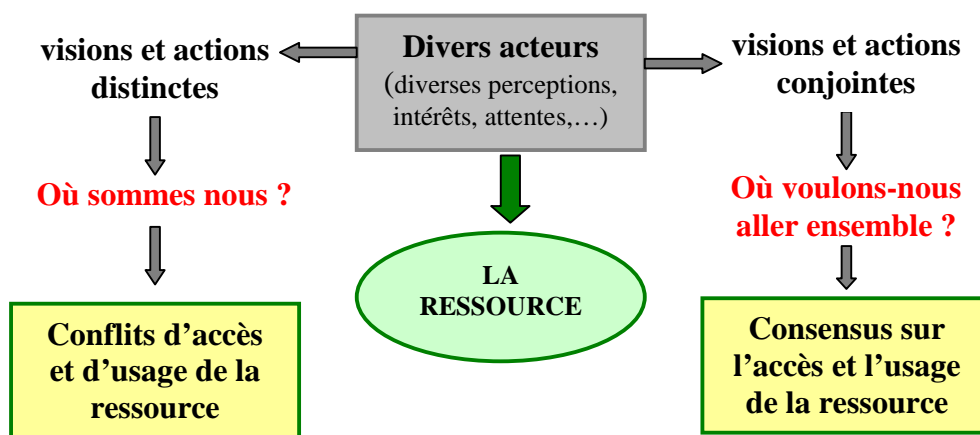 Divers acteurs
(diverses perceptions,
intérêts, attentes,…)
visions et actions
distinctes
Où sommes nous ?
Conflits d’accès
et d’usage de la
ressource
LA
RESSOURCE
visions et actions
conjointes
Où voulons-nous
aller ensemble ?
Consensus sur
l’accès et l’usage
de la ressource